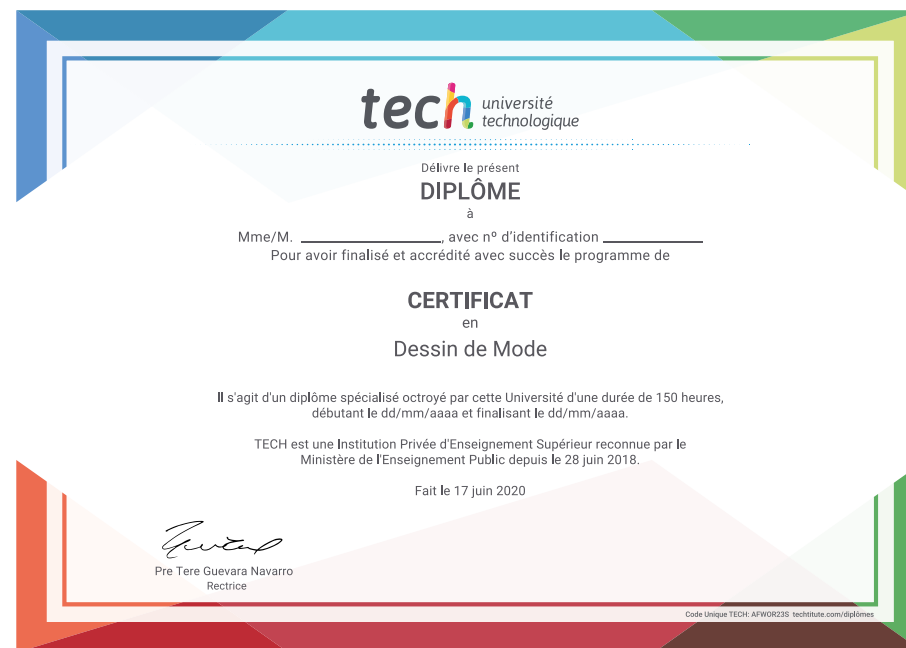 tech université
technologique
Délivre le présent
DIPLÔME
à
Mme/M. ____________________, avec nº d'identification ______________
Pour avoir finalisé et accrédité avec succès le programme de
CERTIFICAT
en
Dessin de Mode
Il s'agit d'un diplôme spécialisé octroyé par cette Université d'une durée de 150 heures,
débutant le dd/mm/aaaa et finalisant le dd/mm/aaaa.
TECH est une Institution Privée d'Enseignement Supérieur reconnue par le
Ministère de l'Enseignement Public depuis le 28 juin 2018.
Fait le 17 juin 2020
Pre Tere Guevara Navarro
Rectrice
Code Unique TECH: AFWOR23S techtitute.com/diplômes